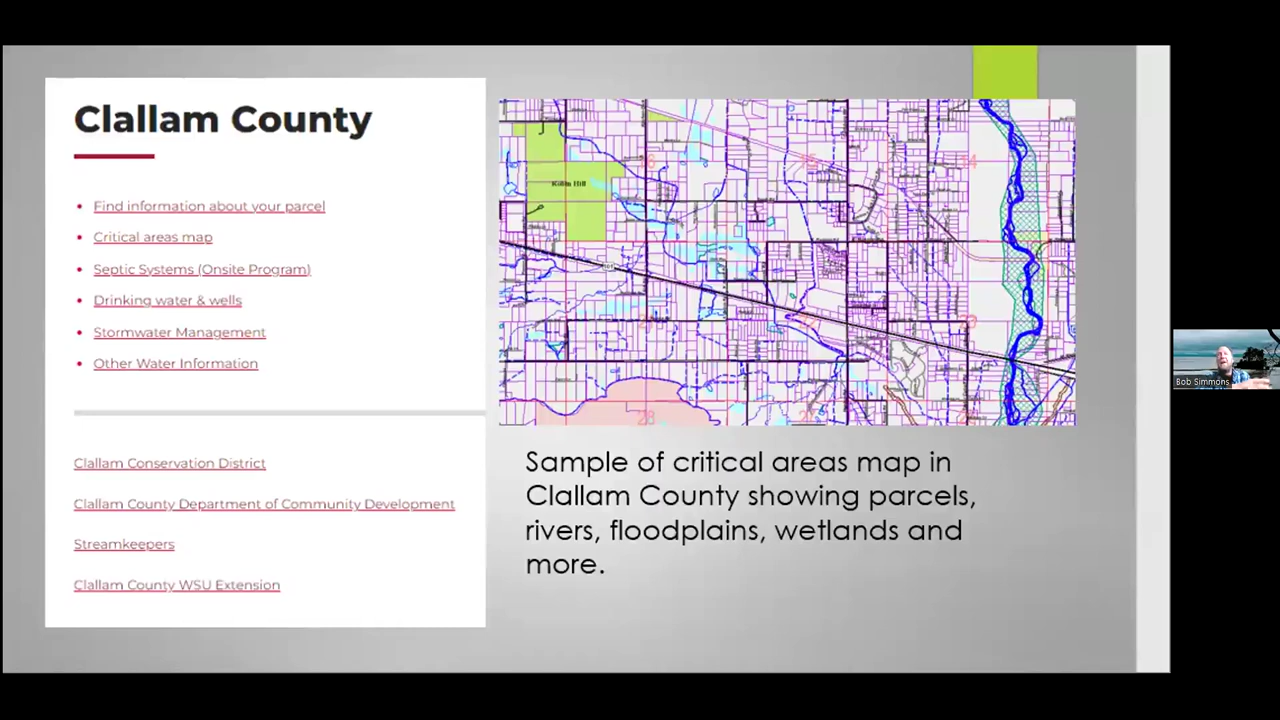 Clallam County
Find information about your parcel
Critical areas map
Septic Systems (Onsite Program)
Drinking water & wells
Stormwater Management
Other Water Information
Clallam Conservation District
Clallam County Department of Community Development
Streamkeepers
Clallam County WSU Extension
14
28
Sample of critical areas map in
Clallam County showing parcels,
rivers, floodplains, wetlands and
more.
Bob Simmons